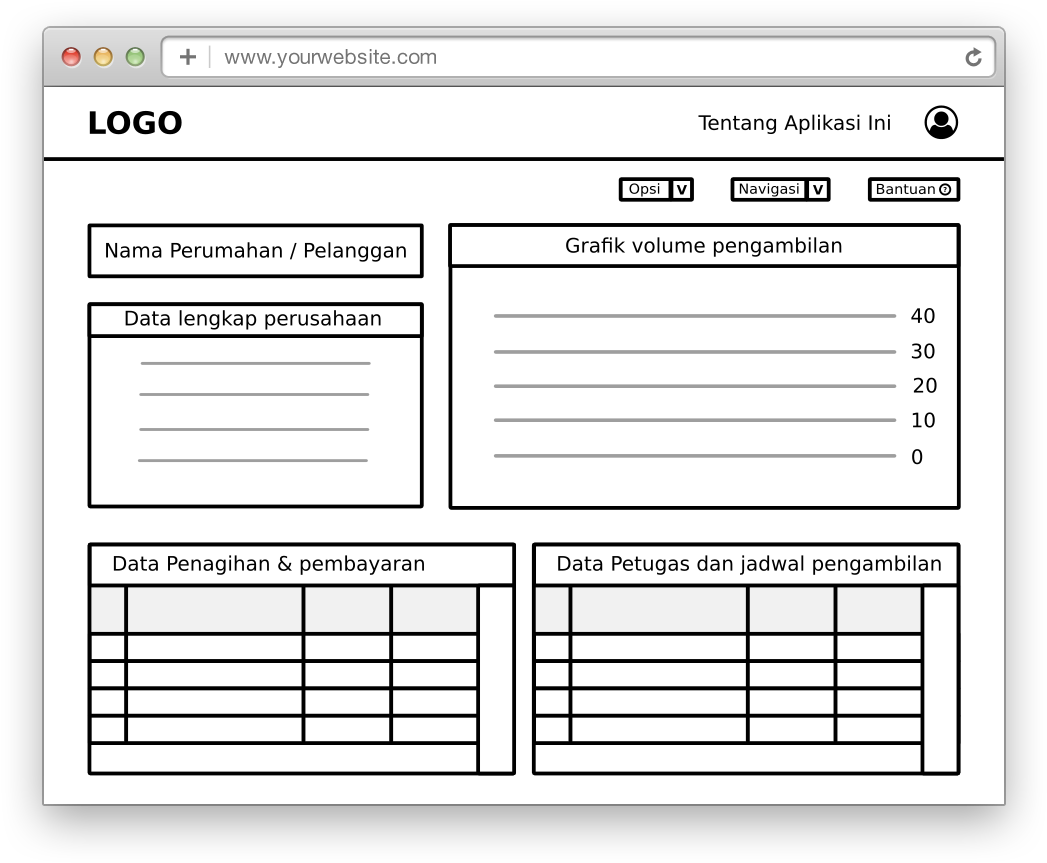 www.yourwebsite.com
LOGO
Tentang Aplikasi Ini
Opsi V
Navigasi V
Bantuan ?
Nama Perumahan / Pelanggan
Grafik volume pengambilan
Data lengkap perusahaan
40
30
20
10
0
Data Penagihan & pembayaran
Data Petugas dan jadwal pengambilan